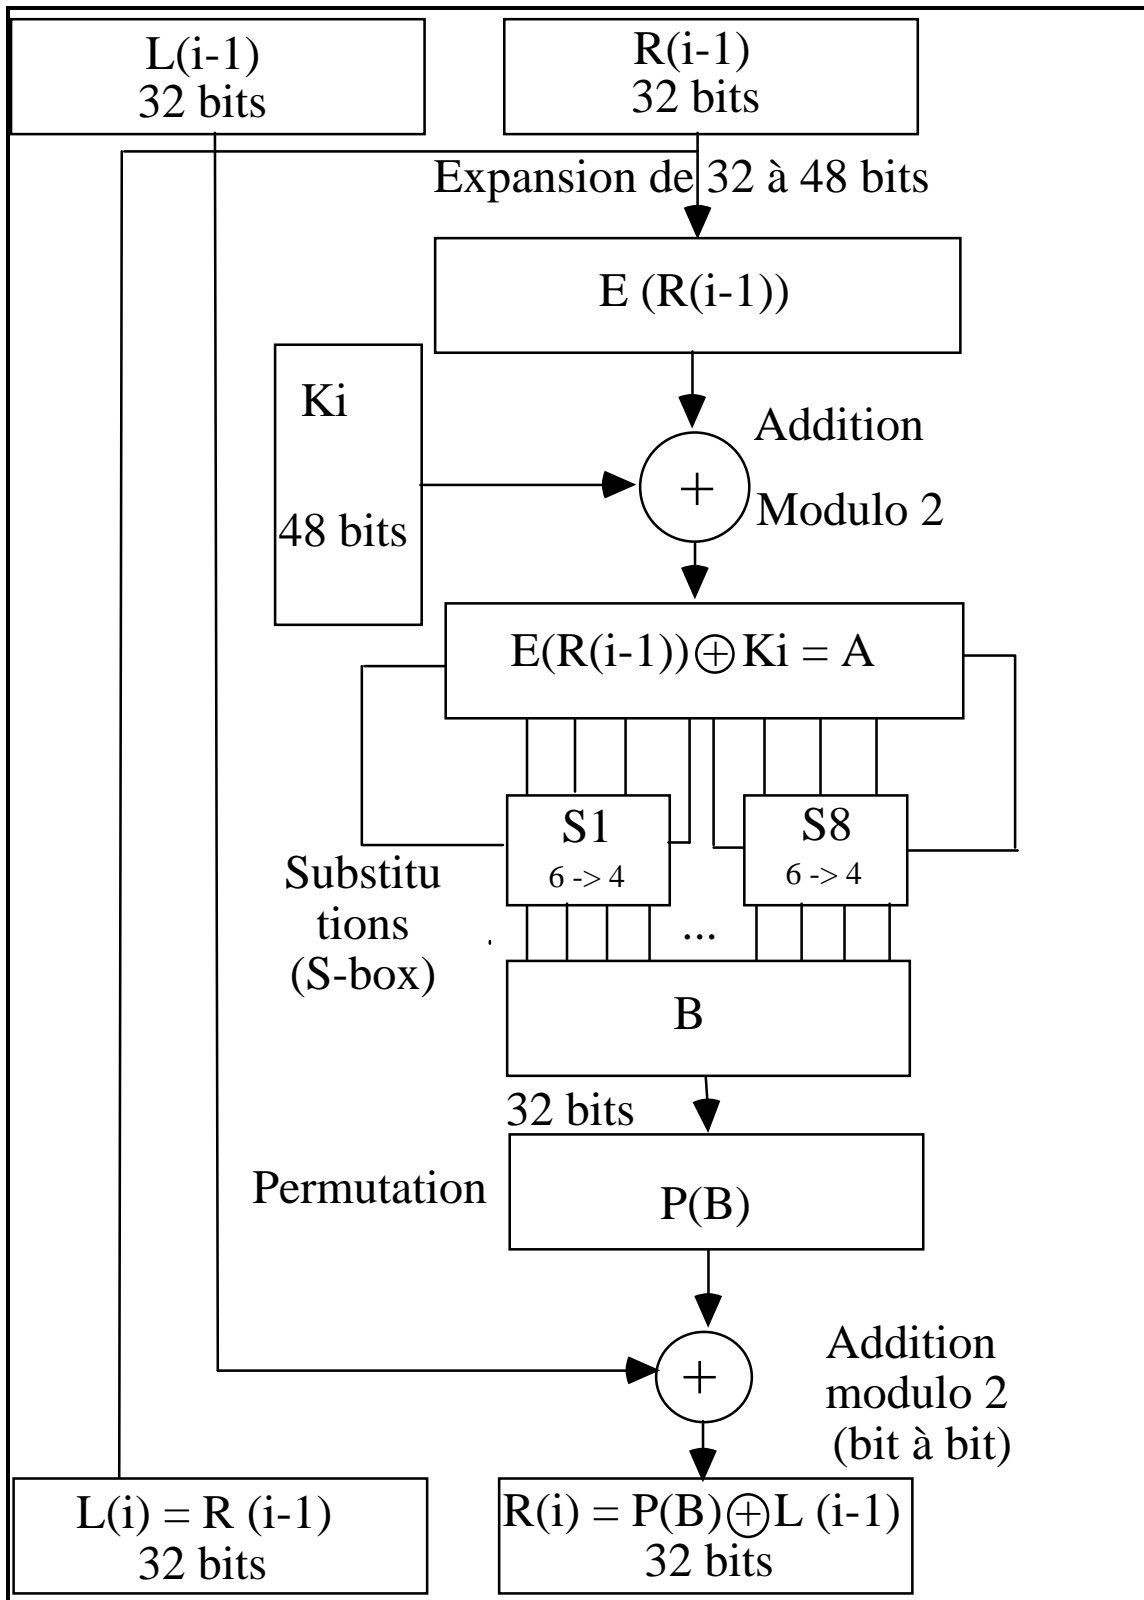 L(i-1)
32 bits
R(i-1)
32 bits
Expansion de 32 à 48 bits
E (R(i-1))
Ki
48 bits
+
Addition
Modulo 2
E(R(i-1))⊕Ki = A
S1
6 -> 4
S8
6 -> 4
Substitu
tions
(S-box)
...
B
32 bits
Permutation
P(B)
+
Addition
modulo 2
(bit à bit)
L(i) = R (i-1)
32 bits
R(i) = P(B)⊕L (i-1)
32 bits